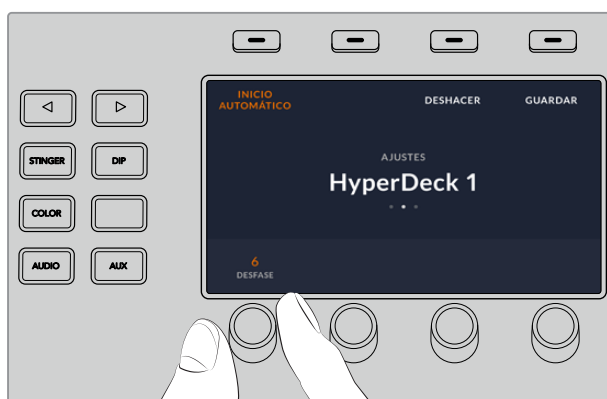 INICIO
AUTOMÁTICO
DESHACER
GUARDAR
AJUSTES
HyperDeck 1
6
DESFASE
STINGER
DIP
COLOR
AUDIO
AUX